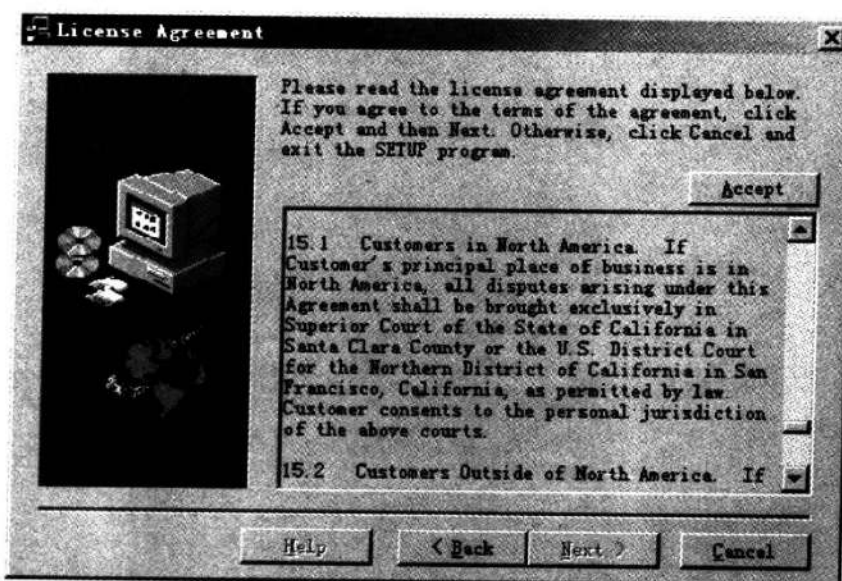 License Agreement
Please read the license agreement displayed below.
If you agree to the terms of the agreement, click
Accept and then Next. Otherwise, click Cancel and
exit the SETUP program.
Accept
15.1 Customers in North America. If
Customer's principal place of business is in
North America, all disputes arising under this
Agreement shall be brought exclusively in
Superior Court of the State of California in
Santa Clara County or the U.S. District Court
for the Northern District of California in San
Francisco, California, as permitted by law.
Customer consents to the personal jurisdiction
of the above courts.
15.2 Customers Outside of North America. If
Help
< Back
Next >
Cancel